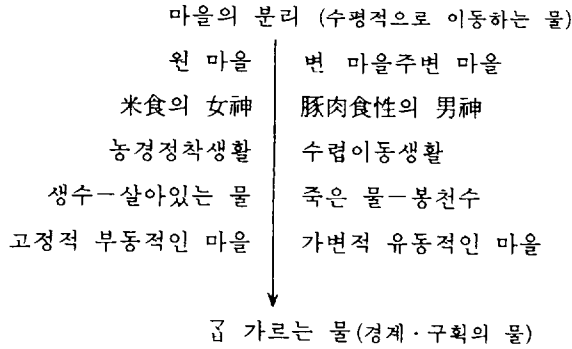 마을의 분리 (수평적으로 이동하는 물)
원 마을 변 마을주변 마을
米食의 女神 豚肉食性의 男神
농경정착생활 수렵이동생활
생수-살아있는 물 죽은 물-봉천수
고정적 부동적인 마을 가변적 유동적인 마을
급 가르는 물(경계·구획의 물)